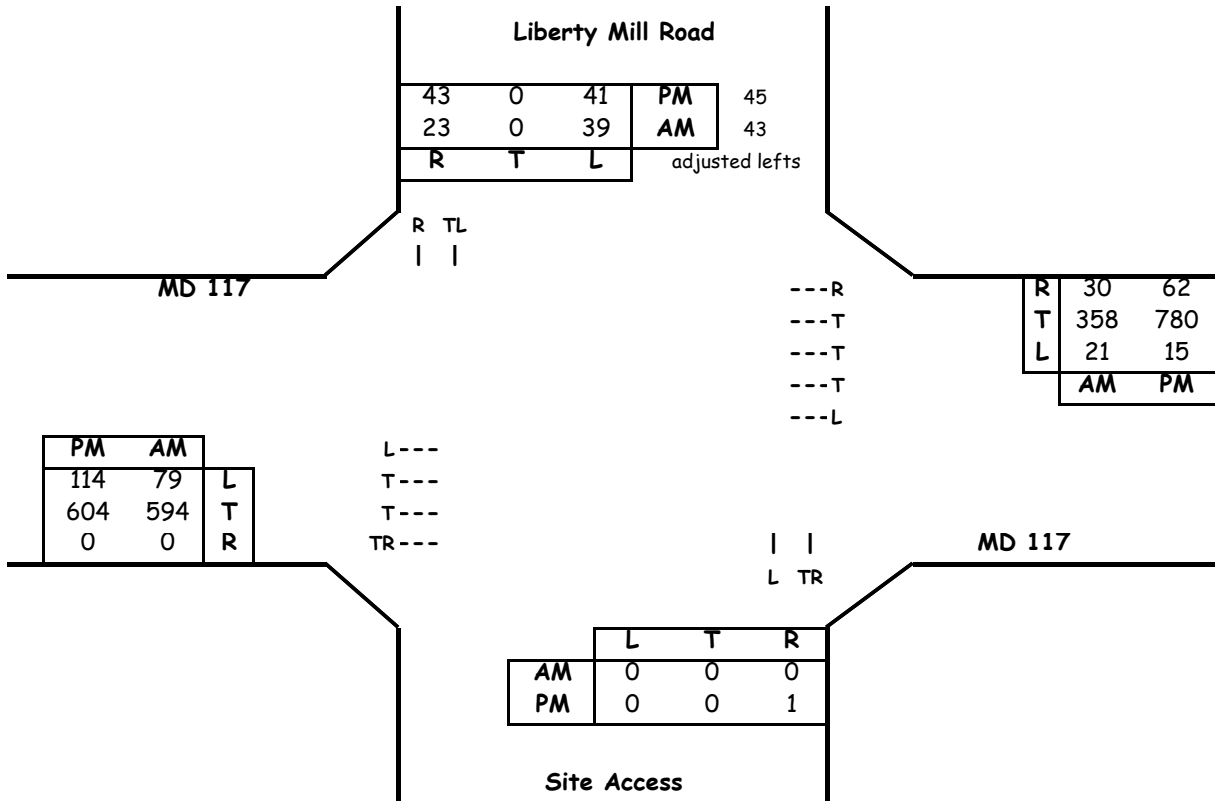 Liberty Mill Road
43 0 41 PM 45
23 0 39 AM 43
R T L adjusted lefts
R TL
| |
MD 117
---R
---T
---T
---T
---L
R 30 62
T 358 780
L 21 15
AM PM
PM AM
114 79 L
604 594 T
0 0 R
L---
T---
T---
TR---
| |
L TR
MD 117
L T R
AM 0 0 0
PM 0 0 1
Site Access